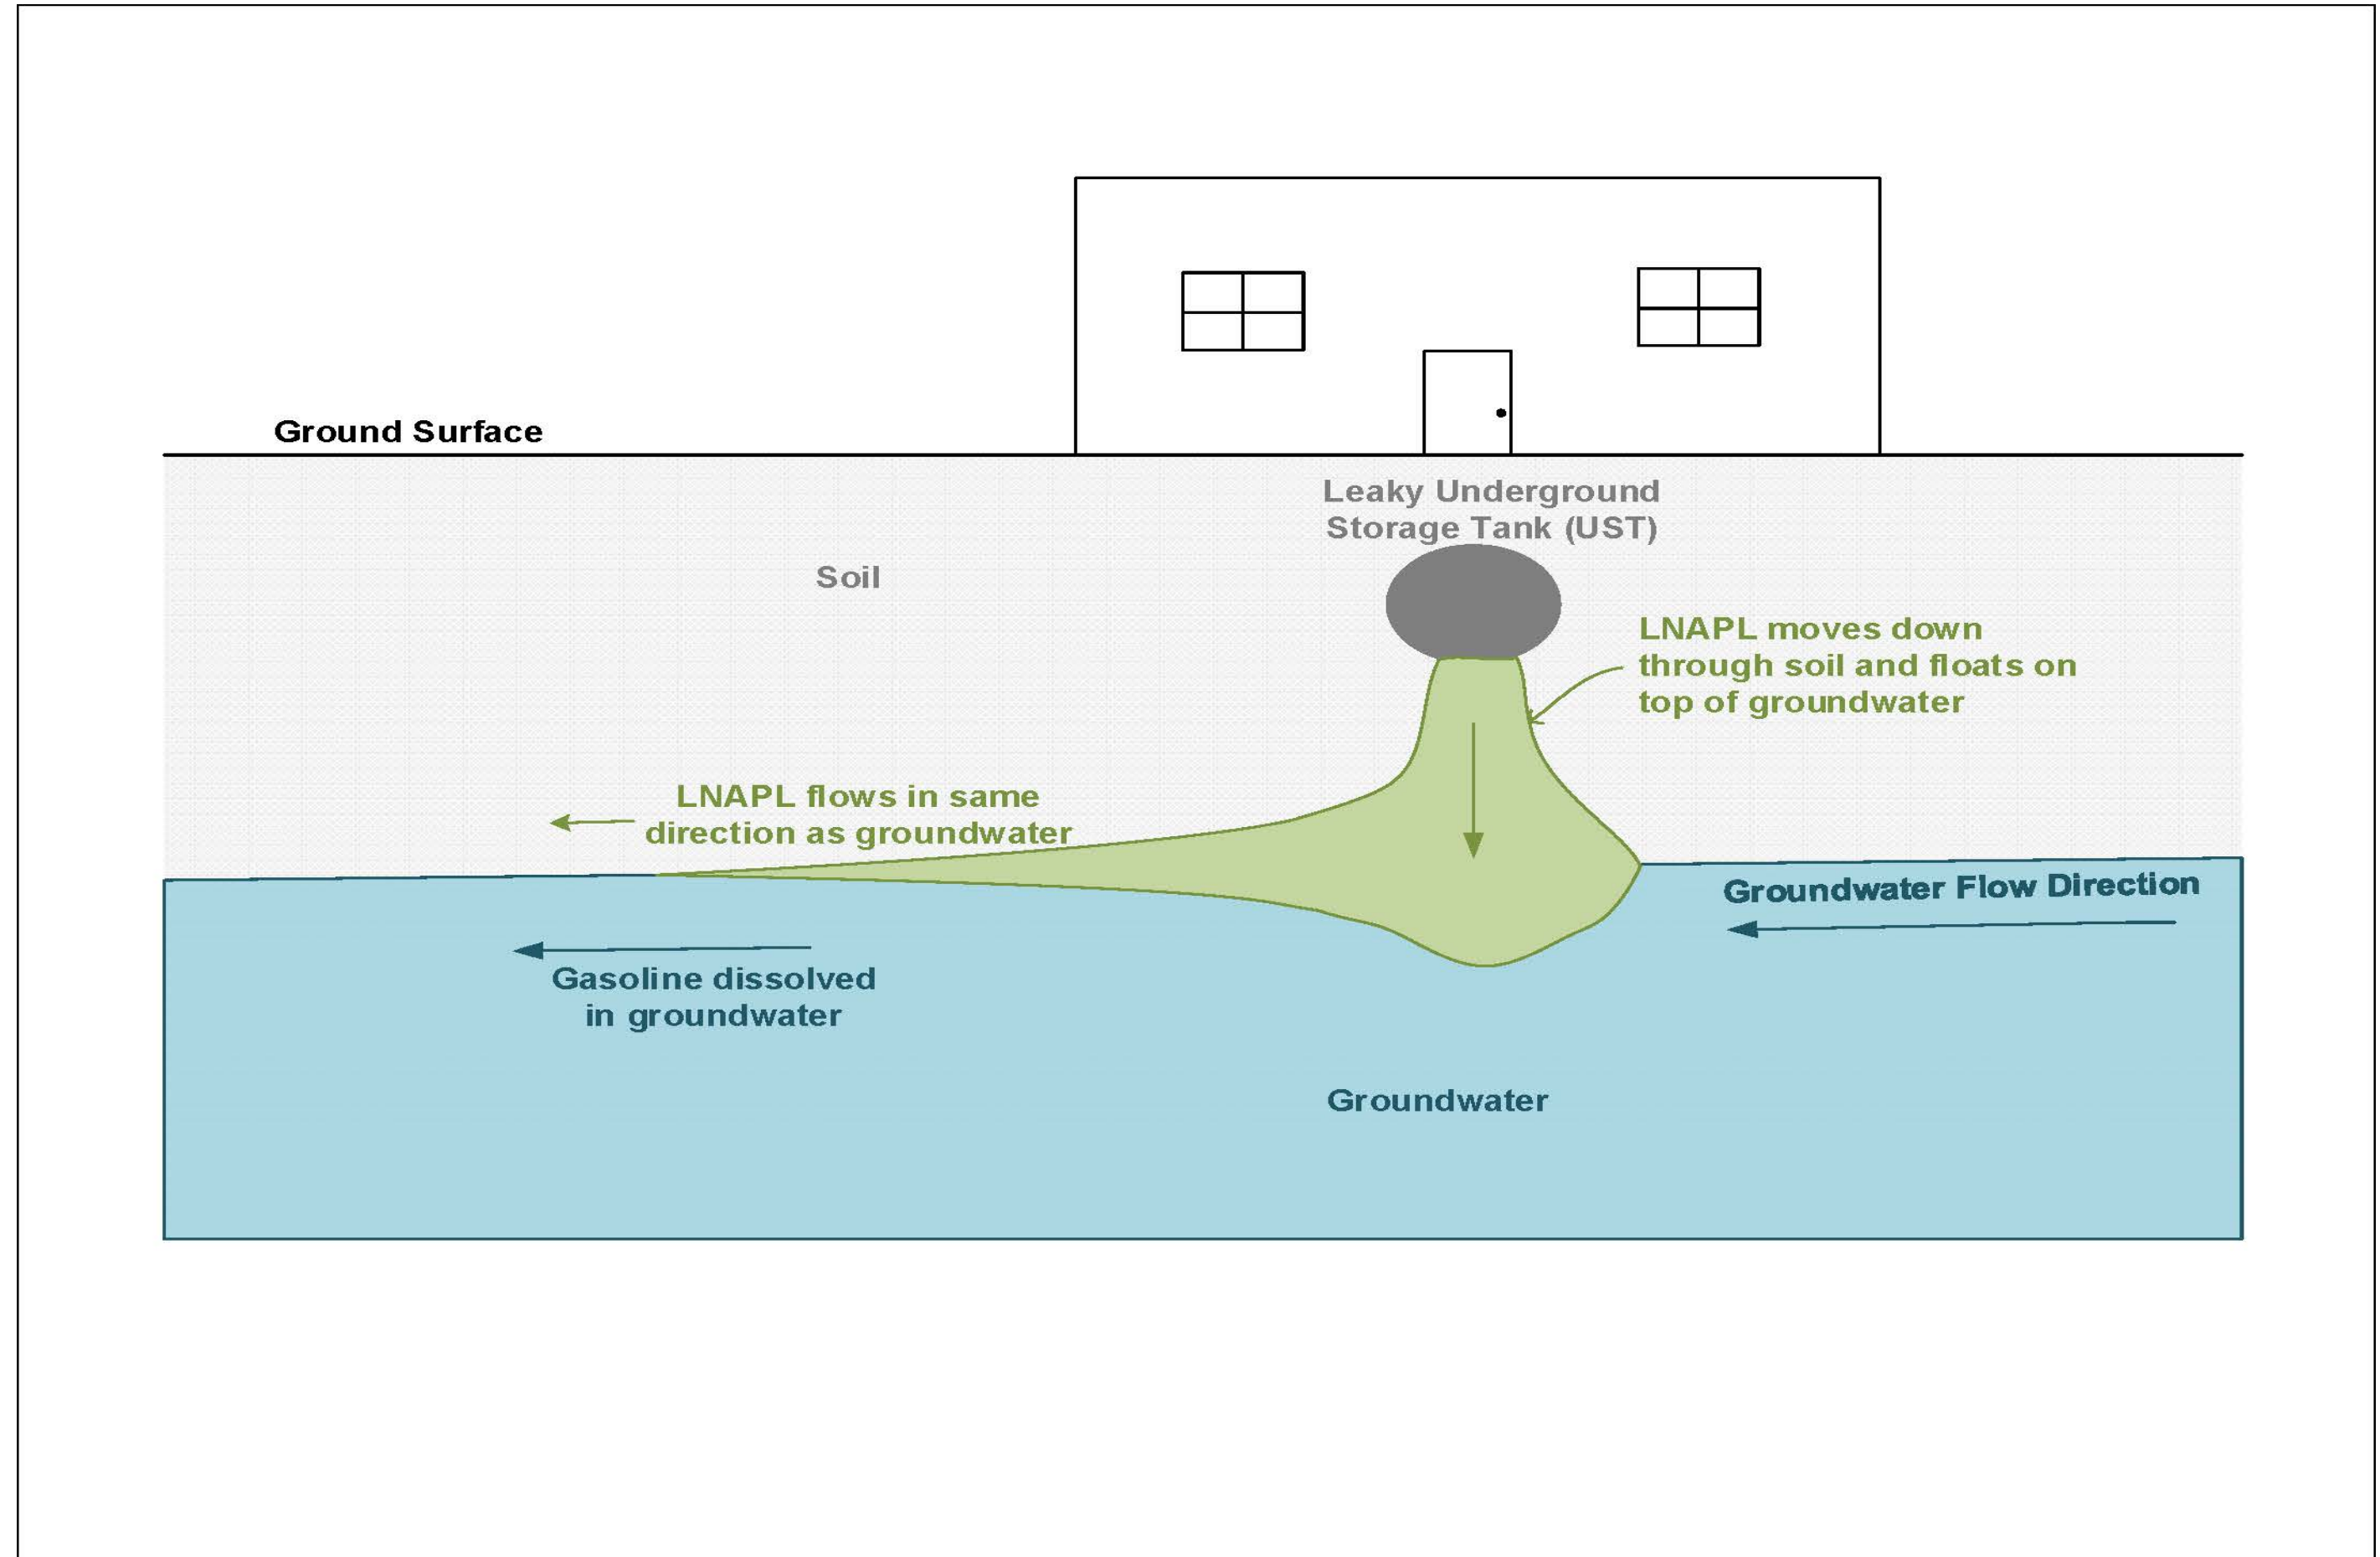 Ground Surface
Leaky Underground
Storage Tank (UST)
Soil
LNAPL moves down
through soil and floats on
top of groundwater
LNAPL flows in same
direction as groundwater
Groundwater Flow Direction
Gasoline dissolved
in groundwater
Groundwater